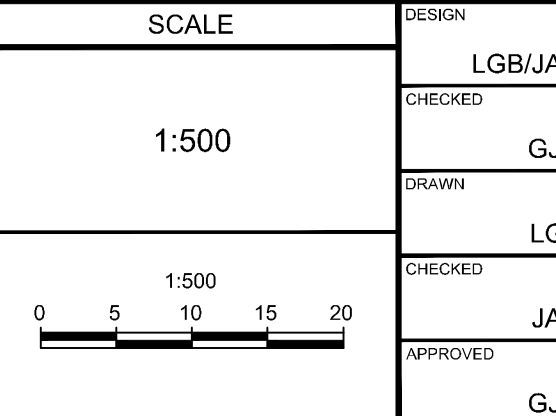 SCALE
1:500
1:500
0 5 10 15 20
DESIGN
LGB/JA
CHECKED
GJ
DRAWN
LG
CHECKED
JA
APPROVED
GJ